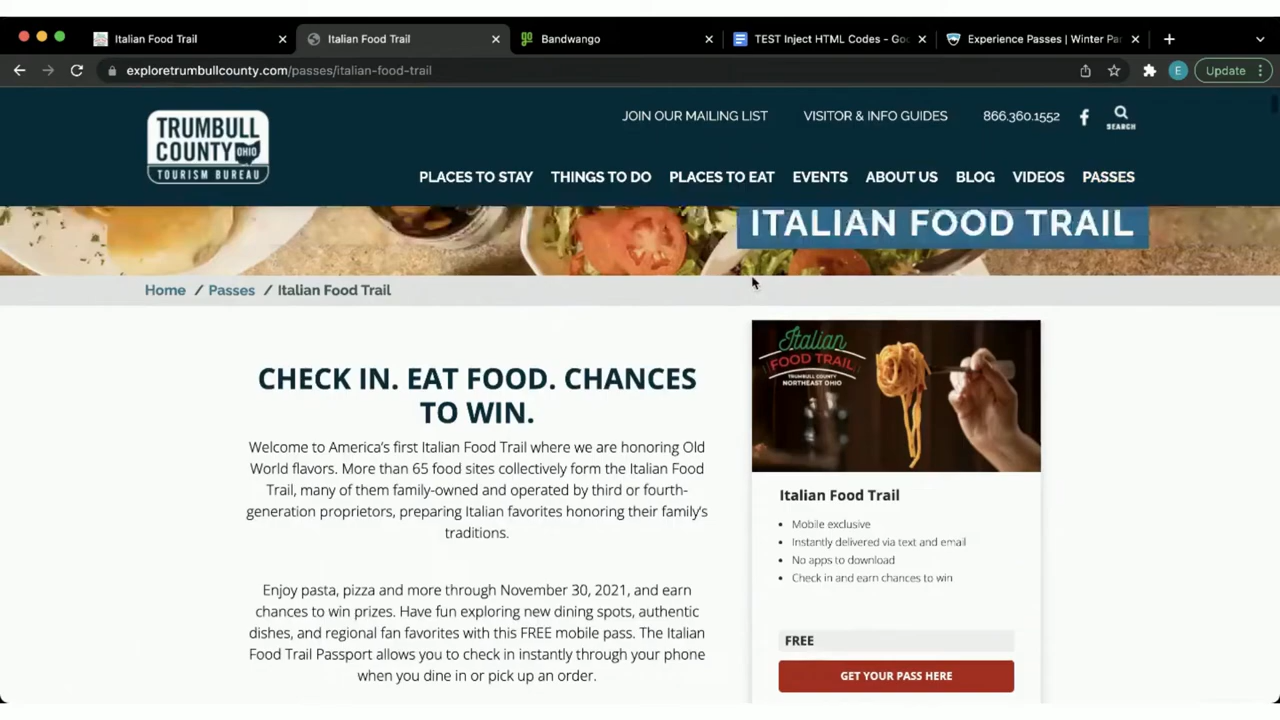 Italian Food Trail
Italian Food Trail
Bandwango
TEST Inject HTML Codes - Goo
Experience Passes | Winter Par
exploretrumbullcounty.com/passes/italian-food-trail
E
Update
TRUMBULL
COUNTY OHIO
TOURISM BUREAU
JOIN OUR MAILING LIST
VISITOR & INFO GUIDES
866.360.1552
SEARCH
PLACES TO STAY
THINGS TO DO
PLACES TO EAT
EVENTS
ABOUT US
BLOG
VIDEOS
PASSES
ITALIAN FOOD TRAIL
Home / Passes / Italian Food Trail
CHECK IN. EAT FOOD. CHANCES
TO WIN.
Welcome to America's first Italian Food Trail where we are honoring Old
World flavors. More than 65 food sites collectively form the Italian Food
Trail, many of them family-owned and operated by third or fourth-
generation proprietors, preparing Italian favorites honoring their family's
traditions.
Enjoy pasta, pizza and more through November 30, 2021, and earn
chances to win prizes. Have fun exploring new dining spots, authentic
dishes, and regional fan favorites with this FREE mobile pass. The Italian
Food Trail Passport allows you to check in instantly through your phone
when you dine in or pick up an order.
Italian
FOOD TRAIL
TRUMBULL COUNTY
NORTHEAST OHIO
Italian Food Trail
• Mobile exclusive
• Instantly delivered via text and email
• No apps to download
• Check in and earn chances to win
FREE
GET YOUR PASS HERE